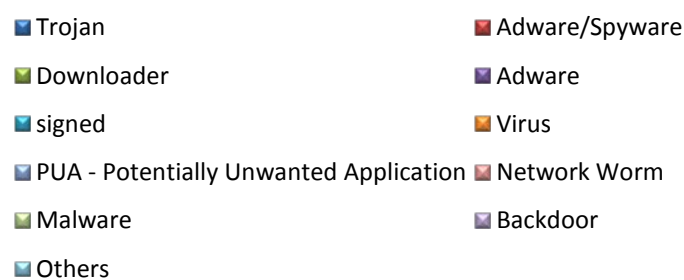 Trojan Adware/Spyware
Downloader Adware
signed Virus
PUA - Potentially Unwanted Application Network Worm
Malware Backdoor
Others